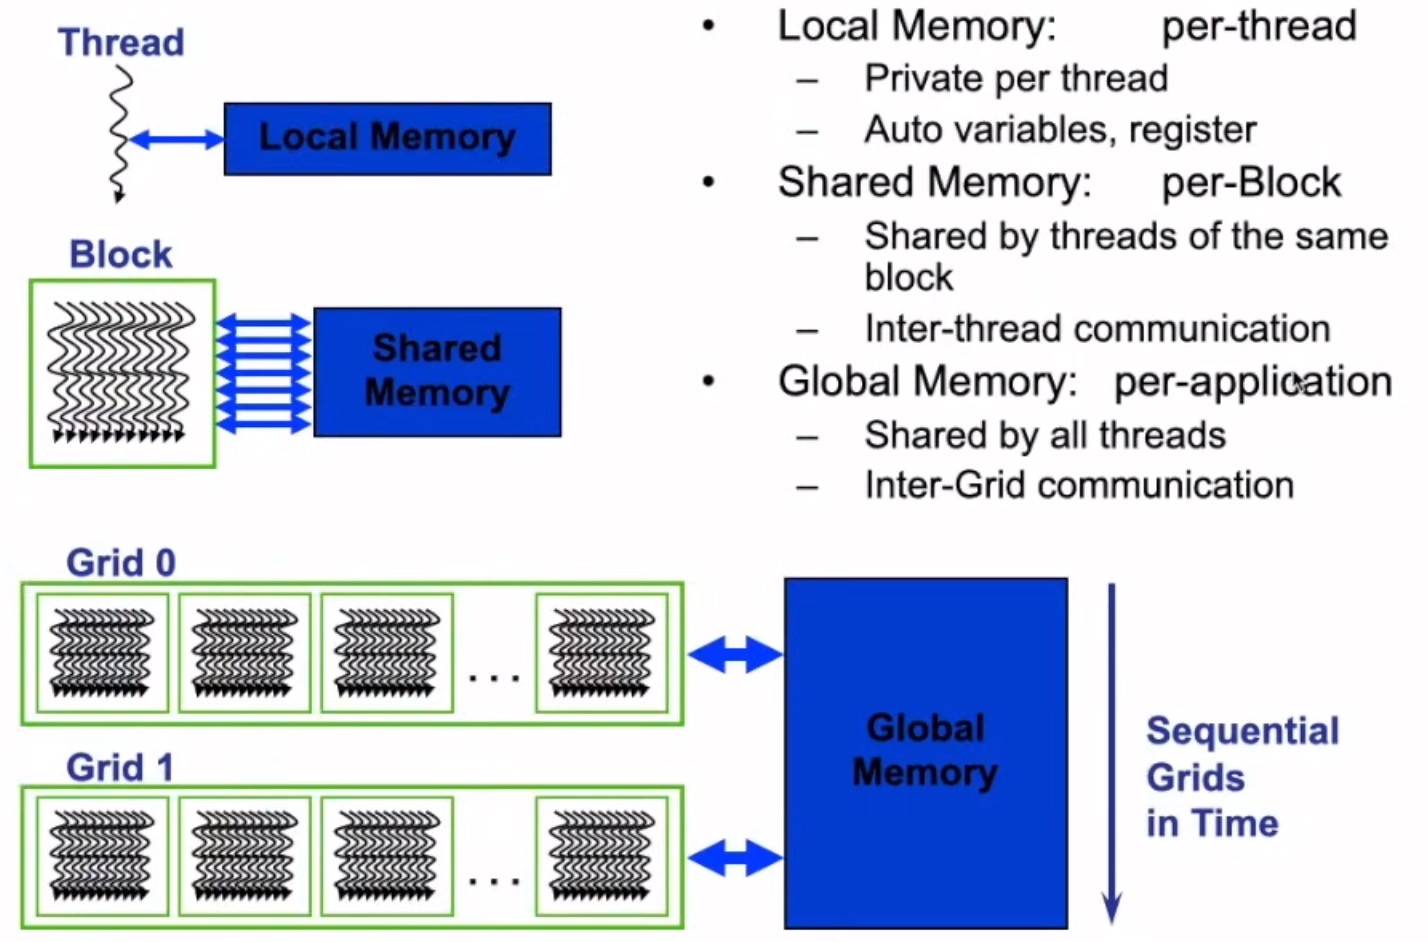 Thread
Local Memory
Block
Shared
Memory
• Local Memory: per-thread
– Private per thread
– Auto variables, register
• Shared Memory: per-Block
– Shared by threads of the same
block
– Inter-thread communication
• Global Memory: per-application
– Shared by all threads
– Inter-Grid communication
Grid 0
. . .
Grid 1
. . .
Global
Memory
Sequential
Grids
in Time